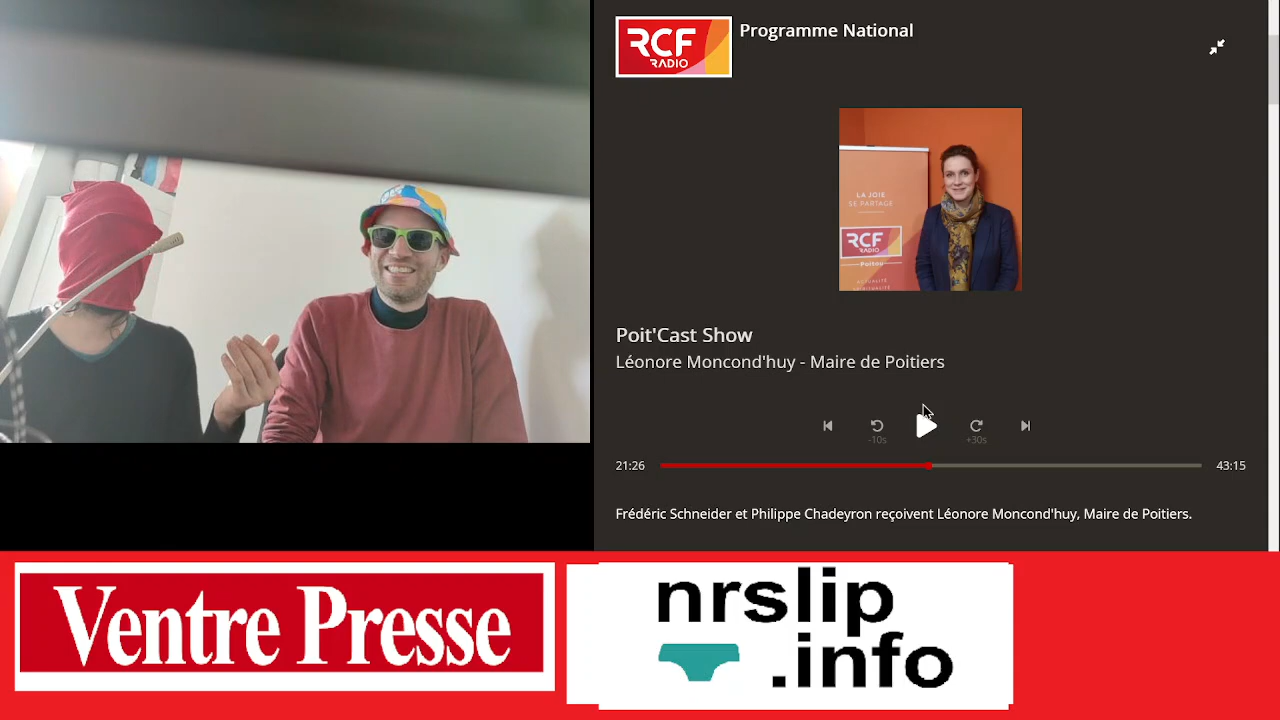 RCF
RADIO
Programme National
LA JOIE
SE PARTAGE
RCF
RADIO
Poitou
Poit'Cast Show
Léonore Moncond'huy - Maire de Poitiers
-10s
+30s
21:26
43:15
Frédéric Schneider et Philippe Chadeyron reçoivent Léonore Moncond'huy, Maire de Poitiers.
Ventre Presse
nrslip
.info